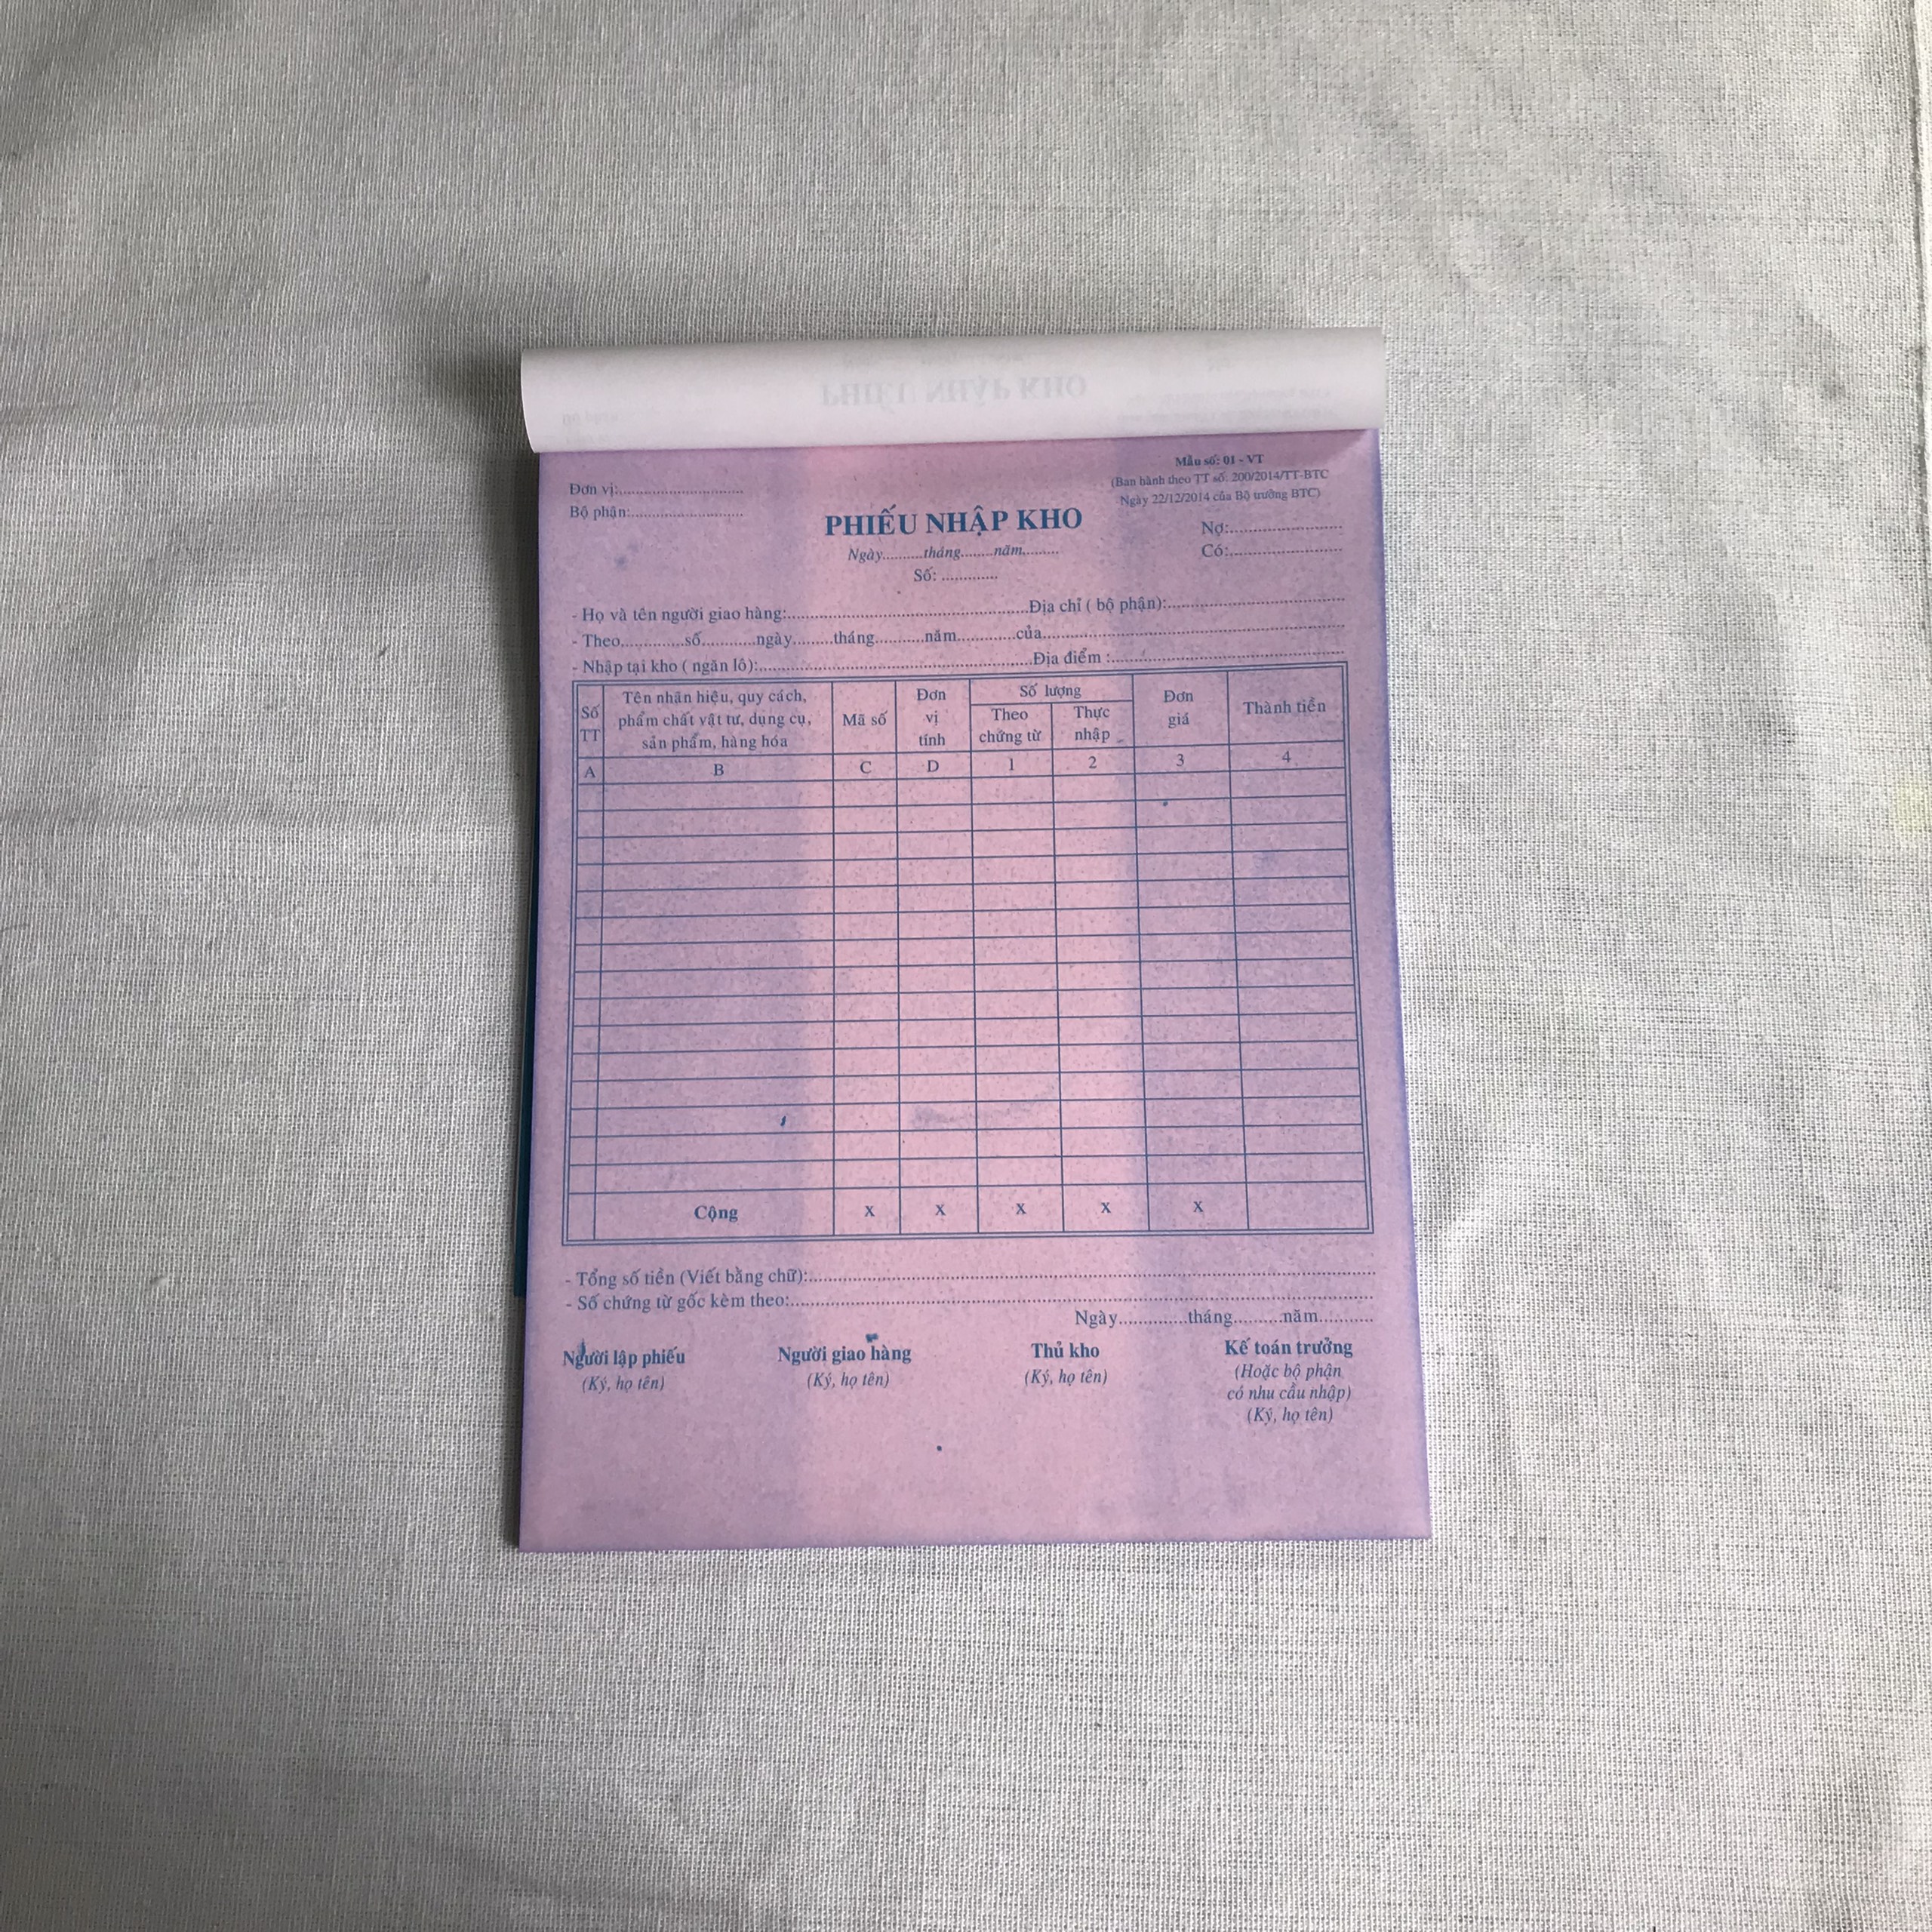 Đơn vị:..............................
Bộ phận:...........................
Mẫu số: 01 - VT
(Ban hành theo TT số: 200/2014/TT-BTC
Ngày 22/12/2014 của Bộ trưởng BTC)
PHIẾU NHẬP KHO
Ngày..........tháng........năm.........
Số: .............
Nợ:.........................
Có:.........................
- Họ và tên người giao hàng:..........................................................Địa chỉ ( bộ phận):..........................................
- Theo...............số.............ngày..........tháng............năm..............của..........................................................................
- Nhập tại kho ( ngăn lô):..................................................................Địa điểm :........................................................
Số TT
Tên nhãn hiệu, quy cách,
phẩm chất vật tư, dụng cụ,
sản phẩm, hàng hóa
Mã số
Đơn
vị
tính
Số lượng
Theo
chứng từ
Thực
nhập
Đơn
giá
Thành tiền
A B C D 1 2 3 4
Cộng x x x x x
- Tổng số tiền (Viết bằng chữ):..................................................................................................................................
- Số chứng từ gốc kèm theo:.....................................................................................................................................
Ngày..............tháng..........năm...........
Người lập phiếu
(Ký, họ tên)
Người giao hàng
(Ký, họ tên)
Thủ kho
(Ký, họ tên)
Kế toán trưởng
(Hoặc bộ phận
có nhu cầu nhập)
(Ký, họ tên)